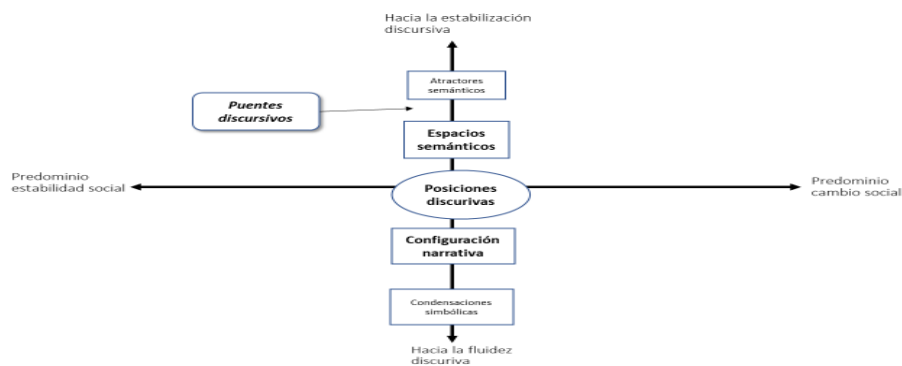 Hacia la estabilización
discursiva
Atractores
semánticos
Puentes
discursivos
Espacios
semánticos
Predominio
estabilidad social
Posiciones
discurivas
Predominio
cambio social
Configuración
narrativa
Condensaciones
simbólicas
Hacia la fluidez
discuriva